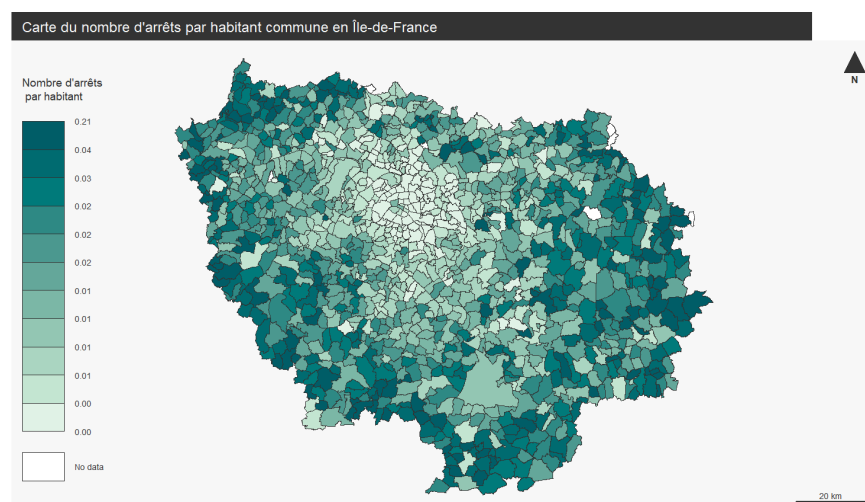 Carte du nombre d'arrêts par habitant commune en Île-de-France
N
Nombre d'arrêts
par habitant
0.21
0.04
0.03
0.02
0.02
0.02
0.01
0.01
0.01
0.01
0.00
0.00
No data
20 km